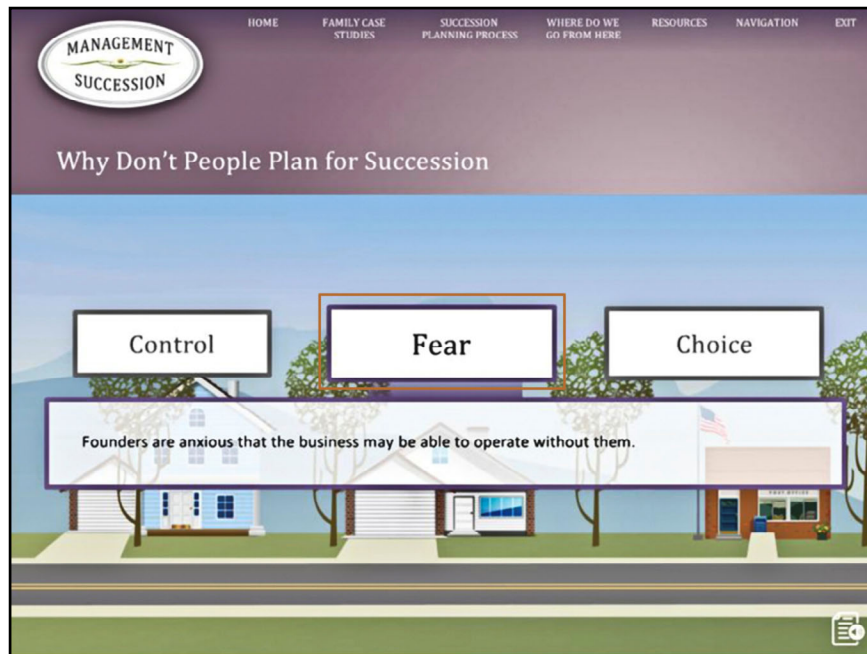 HOME
FAMILY CASE
STUDIES
SUCCESSION
PLANNING PROCESS
WHERE DO WE
GO FROM HERE
RESOURCES
NAVIGATION
EXIT
MANAGEMENT
SUCCESSION
Why Don't People Plan for Succession
Control
Fear
Choice
Founders are anxious that the business may be able to operate without them.
POST OFFICE